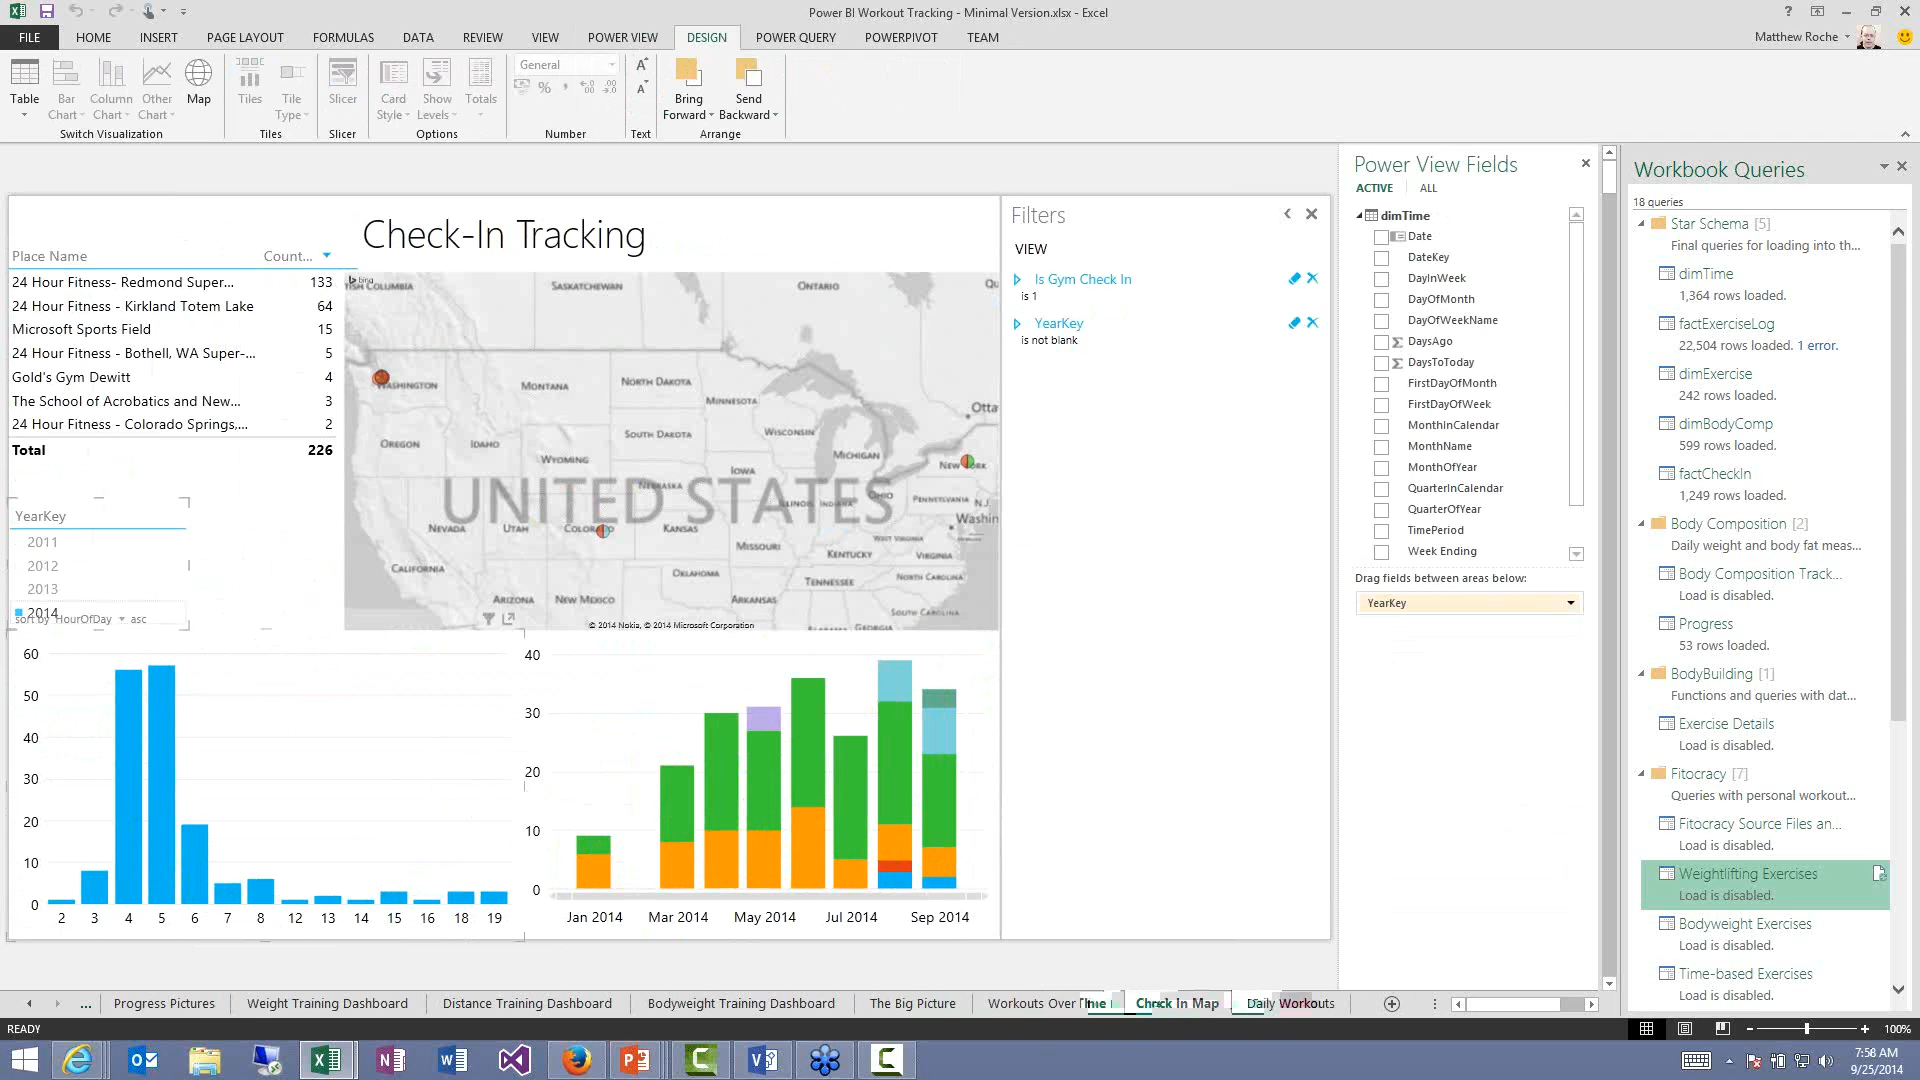 Power BI Workout Tracking - Minimal Version.xlsx - Excel
FILE HOME INSERT PAGE LAYOUT FORMULAS DATA REVIEW VIEW POWER VIEW DESIGN POWER QUERY POWERPIVOT TEAM
Matthew Roche
Table
Bar Chart
Column Chart
Other Chart
Map
Switch Visualization
Tiles
Tile Type
Tiles
Slicer
Slicer
Card Style
Show Levels
Totals
Options
General
Number
Text
Bring Forward
Send Backward
Arrange
Check-In Tracking
Place Name Count...
24 Hour Fitness- Redmond Super... 133
24 Hour Fitness - Kirkland Totem Lake 64
Microsoft Sports Field 15
24 Hour Fitness - Bothell, WA Super-... 5
Gold's Gym Dewitt 4
The School of Acrobatics and New... 3
24 Hour Fitness - Colorado Springs,... 2
Total 226
YearKey
2011
2012
2013
2014
sort by HourOfDay asc
bing
SASKATCHEWAN
ONTARIO
WASHINGTON
MONTANA
NORTH DAKOTA
MINNESOTA
Otta
OREGON
IDAHO
SOUTH DAKOTA
WISCONSIN
WYOMING
MICHIGAN
NEW YORK
IOWA
NEBRASKA
UNITED STATES
ILLINOIS
INDIANA
OHIO
PENNSYLVANIA
N.J.
NEVADA
UTAH
COLORADO
KANSAS
Washin
MISSOURI
WEST VIRGINIA
KENTUCKY
VIRGINIA
CALIFORNIA
OKLAHOMA
TENNESSEE
NORTH CAROLINA
ARIZONA
NEW MEXICO
ARKANSAS
SOUTH CAROLINA
© 2014 Nokia, © 2014 Microsoft Corporation
60
50
40
30
20
10
0
2 3 4 5 6 7 8 12 13 14 15 16 18 19
40
30
20
10
0
Jan 2014 Mar 2014 May 2014 Jul 2014 Sep 2014
Filters
VIEW
Is Gym Check In
is 1
YearKey
is not blank
Power View Fields
ACTIVE ALL
dimTime
Date
DateKey
DayInWeek
DayOfMonth
DayOfWeekName
DaysAgo
DaysToToday
FirstDayOfMonth
FirstDayOfWeek
MonthInCalendar
MonthName
MonthOfYear
QuarterInCalendar
QuarterOfYear
TimePeriod
Week Ending
Drag fields between areas below:
YearKey
Workbook Queries
18 queries
Star Schema [5]
Final queries for loading into th...
dimTime
1,364 rows loaded.
factExerciseLog
22,504 rows loaded. 1 error.
dimExercise
242 rows loaded.
dimBodyComp
599 rows loaded.
factCheckIn
1,249 rows loaded.
Body Composition [2]
Daily weight and body fat meas...
Body Composition Track...
Load is disabled.
Progress
53 rows loaded.
BodyBuilding [1]
Functions and queries with dat...
Exercise Details
Load is disabled.
Fitocracy [7]
Queries with personal workout...
Fitocracy Source Files an...
Load is disabled.
Weightlifting Exercises
Load is disabled.
Bodyweight Exercises
Load is disabled.
Time-based Exercises
Load is disabled.
... Progress Pictures Weight Training Dashboard Distance Training Dashboard Bodyweight Training Dashboard The Big Picture Workouts Over Time Check In Map Daily Workouts
READY
100%
7:58 AM
9/25/2014